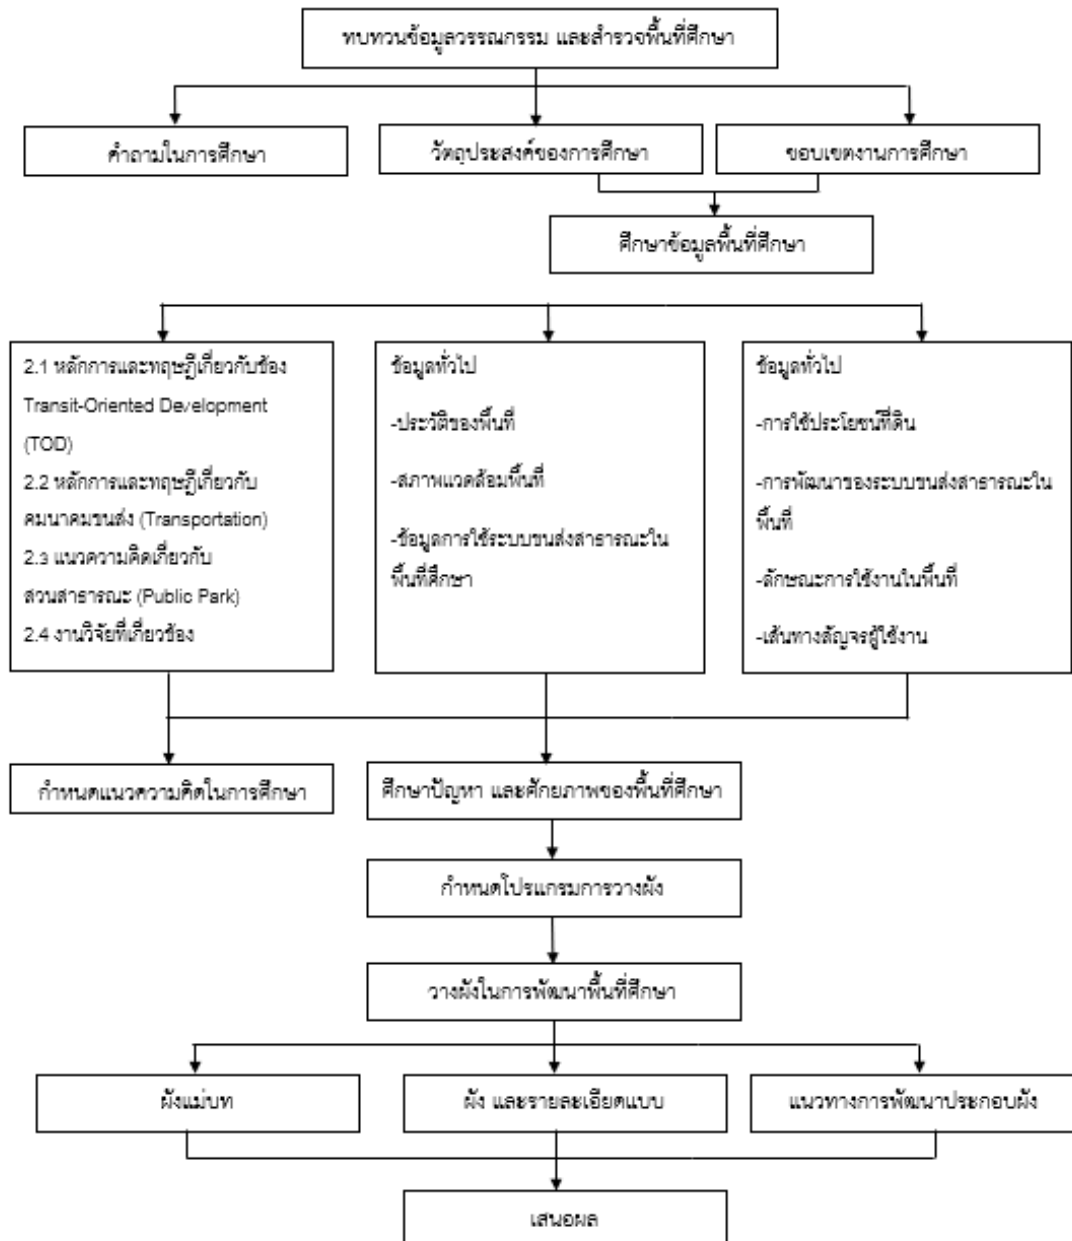 ทบทวนข้อมูลวรรณกรรม และสำรวจพื้นที่ศึกษา
คำถามในการศึกษา
วัตถุประสงค์ของการศึกษา
ขอบเขตงานการศึกษา
ศึกษาข้อมูลพื้นที่ศึกษา
2.1 หลักการและทฤษฎีเกี่ยวกับข้อง
Transit-Oriented Development
(TOD)
2.2 หลักการและทฤษฎีเกี่ยวกับ
คมนาคมขนส่ง (Transportation)
2.3 แนวความคิดเกี่ยวกับ
สวนสาธารณะ (Public Park)
2.4 งานวิจัยที่เกี่ยวข้อง
ข้อมูลทั่วไป
-ประวัติของพื้นที่
-สภาพแวดล้อมพื้นที่
-ข้อมูลการใช้ระบบขนส่งสาธารณะใน
พื้นที่ศึกษา
ข้อมูลทั่วไป
-การใช้ประโยชน์ที่ดิน
-การพัฒนาของระบบขนส่งสาธารณะใน
พื้นที่
-ลักษณะการใช้งานในพื้นที่
-เส้นทางสัญจรผู้ใช้งาน
กำหนดแนวความคิดในการศึกษา
ศึกษาปัญหา และศักยภาพของพื้นที่ศึกษา
กำหนดโปรแกรมการวางผัง
วางผังในการพัฒนาพื้นที่ศึกษา
ผังแม่บท
ผัง และรายละเอียดแบบ
แนวทางการพัฒนาประกอบผัง
เสนอผล